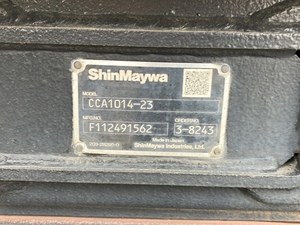 ShinMaywa
MODEL
CCA1014-23
MFG.NO. ORDER.NO.
F112491562 3-8243
Made in Japan
ShinMaywa Industries, Ltd.